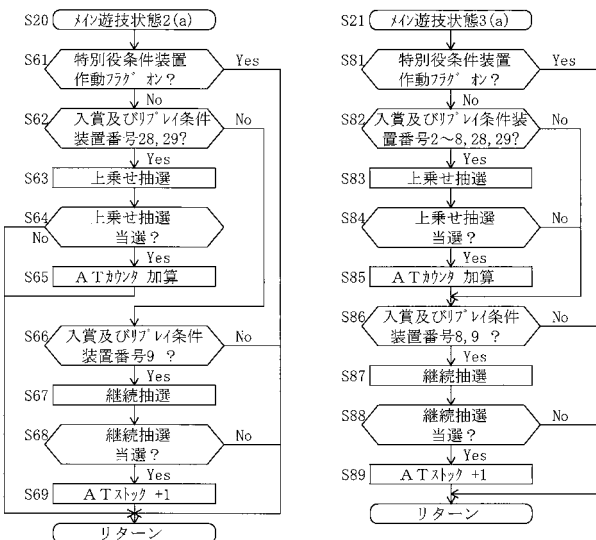 S20 メイン遊技状態2(a)
S61 特別役条件装置
作動フラグ オン？
Yes
No
S62 入賞及びリプレイ条件
装置番号28,29?
No
Yes
S63 上乗せ抽選
S64 上乗せ抽選
当選？
No
Yes
S65 ATカウンタ 加算
S66 入賞及びリプレイ条件
装置番号9 ？
No
Yes
S67 継続抽選
S68 継続抽選
当選？
No
Yes
S69 ATストック +1
リターン
S21 メイン遊技状態3(a)
S81 特別役条件装置
作動フラグ オン？
Yes
No
S82 入賞及びリプレイ条件装
置番号2～8,28,29?
No
Yes
S83 上乗せ抽選
S84 上乗せ抽選
当選？
No
Yes
S85 ATカウンタ 加算
S86 入賞及びリプレイ条件
装置番号8,9 ？
No
Yes
S87 継続抽選
S88 継続抽選
当選？
No
Yes
S89 ATストック +1
リターン